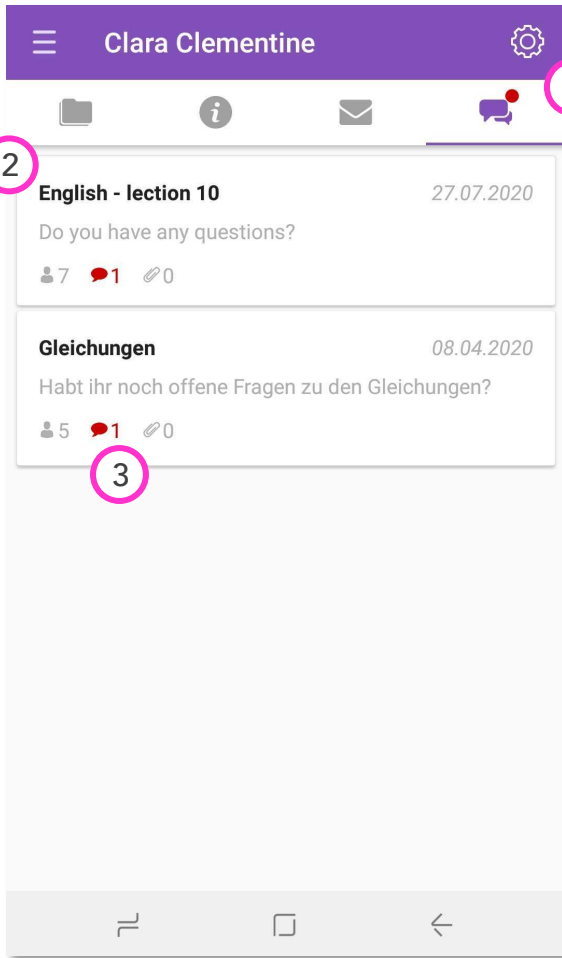 Clara Clementine
2
English - lection 10 27.07.2020
Do you have any questions?
7 1 0
Gleichungen 08.04.2020
Habt ihr noch offene Fragen zu den Gleichungen?
5 1 0
3